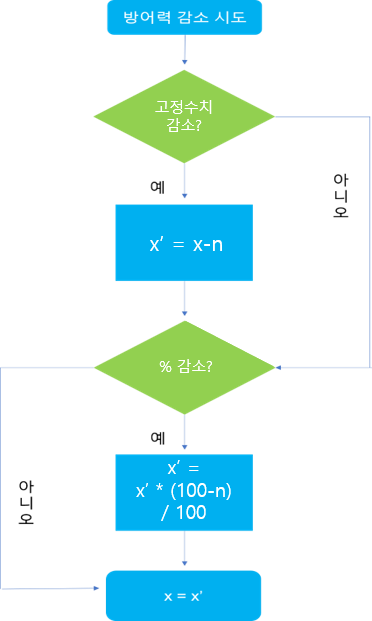 방어력 감소 시도
고정수치
감소?
예
아
니
오
x’ = x-n
% 감소?
예
아
니
오
x’ =
x’ * (100-n)
/ 100
x = x’